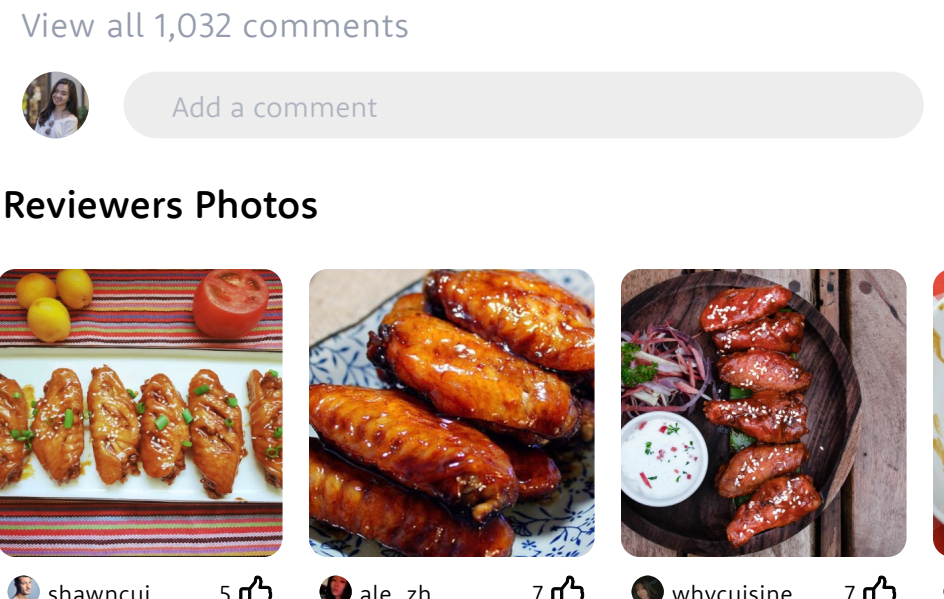 View all 1,032 comments
Add a comment
Reviewers Photos
shawncui 5 ale_zh 7 whycuisine 7